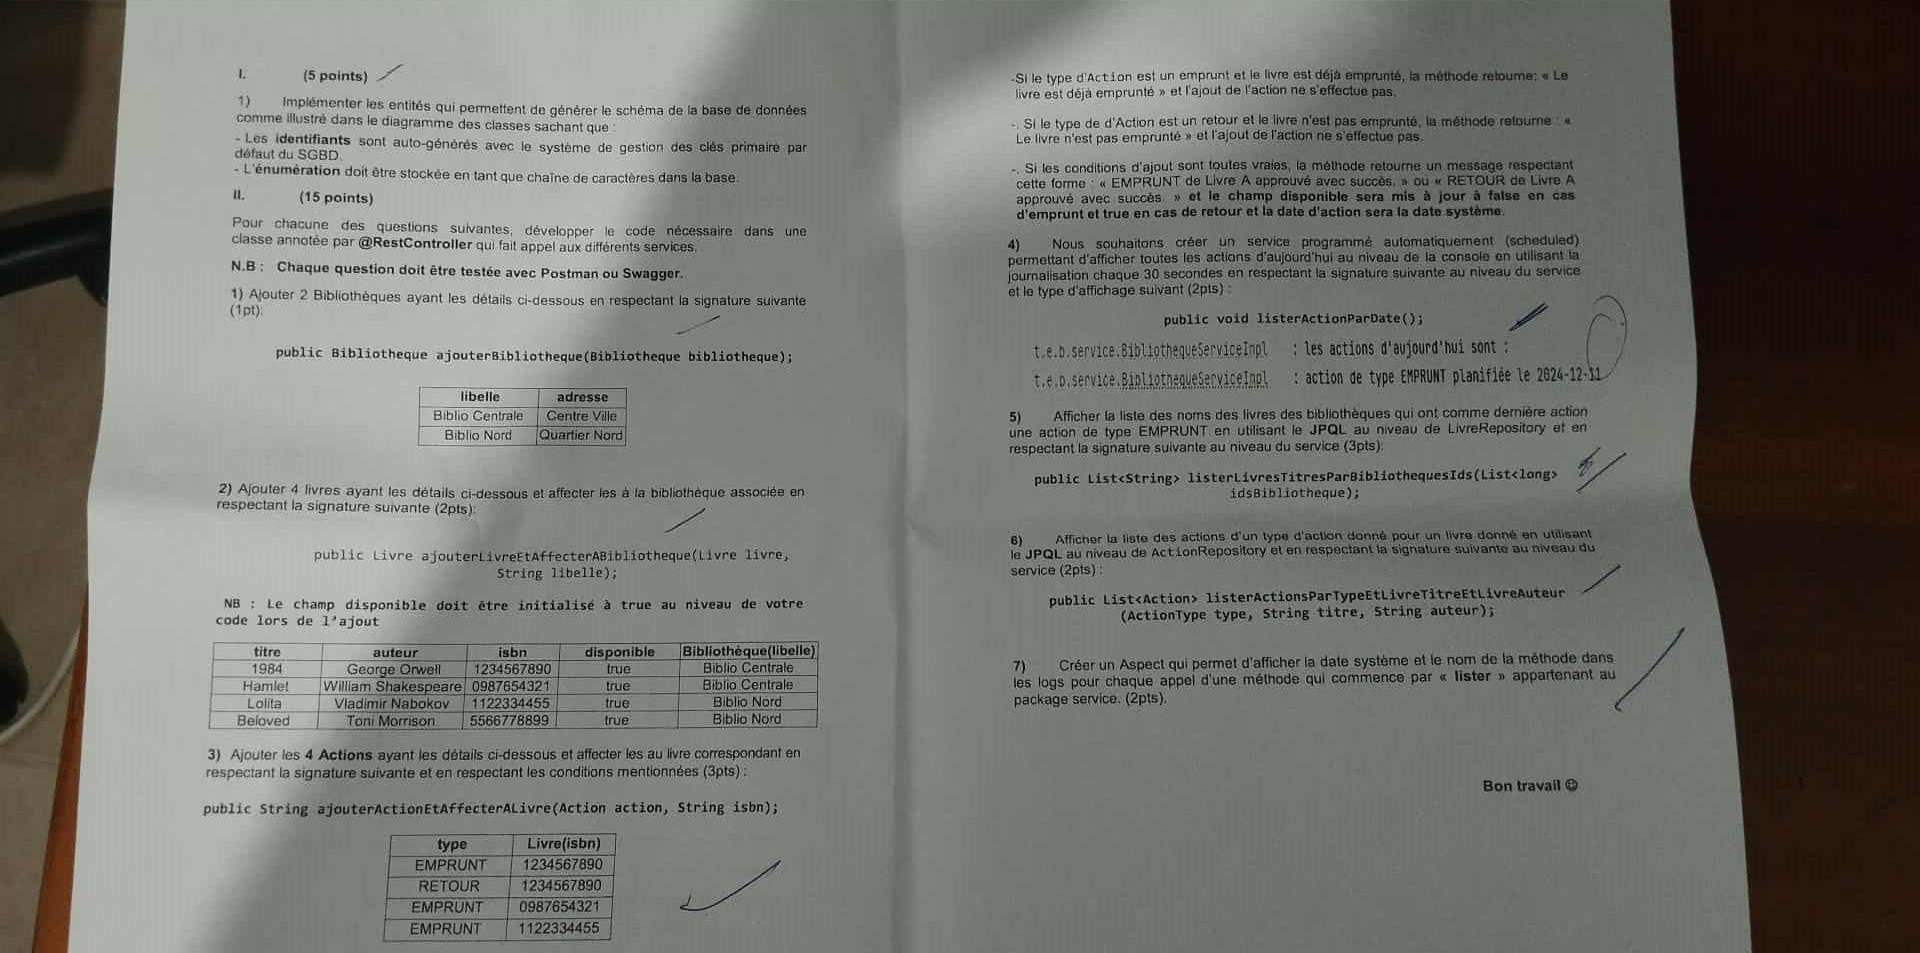 I. (5 points)
1) Implémenter les entités qui permettent de générer le schéma de la base de données
comme illustré dans le diagramme des classes sachant que :
- Les identifiants sont auto-générés avec le système de gestion des clés primaire par
défaut du SGBD.
- L'énumération doit être stockée en tant que chaîne de caractères dans la base.
II. (15 points)
Pour chacune des questions suivantes, développer le code nécessaire dans une
classe annotée par @RestController qui fait appel aux différents services.
N.B : Chaque question doit être testée avec Postman ou Swagger.
1) Ajouter 2 Bibliothèques ayant les détails ci-dessous en respectant la signature suivante
(1pt):
public Bibliotheque ajouterBibliotheque(Bibliotheque bibliotheque);
libelle adresse
Biblio Centrale Centre Ville
Biblio Nord Quartier Nord
2) Ajouter 4 livres ayant les détails ci-dessous et affecter les à la bibliothèque associée en
respectant la signature suivante (2pts):
public Livre ajouterLivreEtAffecterABibliotheque(Livre livre,
String libelle);
NB : Le champ disponible doit être initialisé à true au niveau de votre
code lors de l'ajout
titre auteur isbn disponible Bibliothèque(libelle)
1984 George Orwell 1234567890 true Biblio Centrale
Hamlet William Shakespeare 0987654321 true Biblio Centrale
Lolita Vladimir Nabokov 1122334455 true Biblio Nord
Beloved Toni Morrison 5566778899 true Biblio Nord
3) Ajouter les 4 Actions ayant les détails ci-dessous et affecter les au livre correspondant en
respectant la signature suivante et en respectant les conditions mentionnées (3pts) :
public String ajouterActionEtAffecterALivre(Action action, String isbn);
type Livre(isbn)
EMPRUNT 1234567890
RETOUR 1234567890
EMPRUNT 0987654321
EMPRUNT 1122334455
-Si le type d'Action est un emprunt et le livre est déjà emprunté, la méthode retourne: « Le
livre est déjà emprunté » et l'ajout de l'action ne s'effectue pas.
-. Si le type de d'Action est un retour et le livre n'est pas emprunté, la méthode retourne : «
Le livre n'est pas emprunté » et l'ajout de l'action ne s'effectue pas.
-. Si les conditions d'ajout sont toutes vraies, la méthode retourne un message respectant
cette forme : « EMPRUNT de Livre A approuvé avec succès. » ou « RETOUR de Livre A
approuvé avec succès. » et le champ disponible sera mis à jour à false en cas
d'emprunt et true en cas de retour et la date d'action sera la date système.
4) Nous souhaitons créer un service programmé automatiquement (scheduled)
permettant d'afficher toutes les actions d'aujourd'hui au niveau de la console en utilisant la
journalisation chaque 30 secondes en respectant la signature suivante au niveau du service
et le type d'affichage suivant (2pts) :
public void listerActionParDate();
t.e.b.service.BibliothequeServiceImpl : les actions d'aujourd'hui sont :
t.e.b.service.BibliothequeServiceImpl : action de type EMPRUNT planifiée le 2024-12-11
5) Afficher la liste des noms des livres des bibliothèques qui ont comme dernière action
une action de type EMPRUNT en utilisant le JPQL au niveau de LivreRepository et en
respectant la signature suivante au niveau du service (3pts):
public List<String> listerLivresTitresParBibliothequesIds(List<long>
idsBibliotheque);
6) Afficher la liste des actions d'un type d'action donné pour un livre donné en utilisant
le JPQL au niveau de ActionRepository et en respectant la signature suivante au niveau du
service (2pts) :
public List<Action> listerActionsParTypeEtLivreTitreEtLivreAuteur
(ActionType type, String titre, String auteur);
7) Créer un Aspect qui permet d'afficher la date système et le nom de la méthode dans
les logs pour chaque appel d'une méthode qui commence par « lister » appartenant au
package service. (2pts).
Bon travail ☺